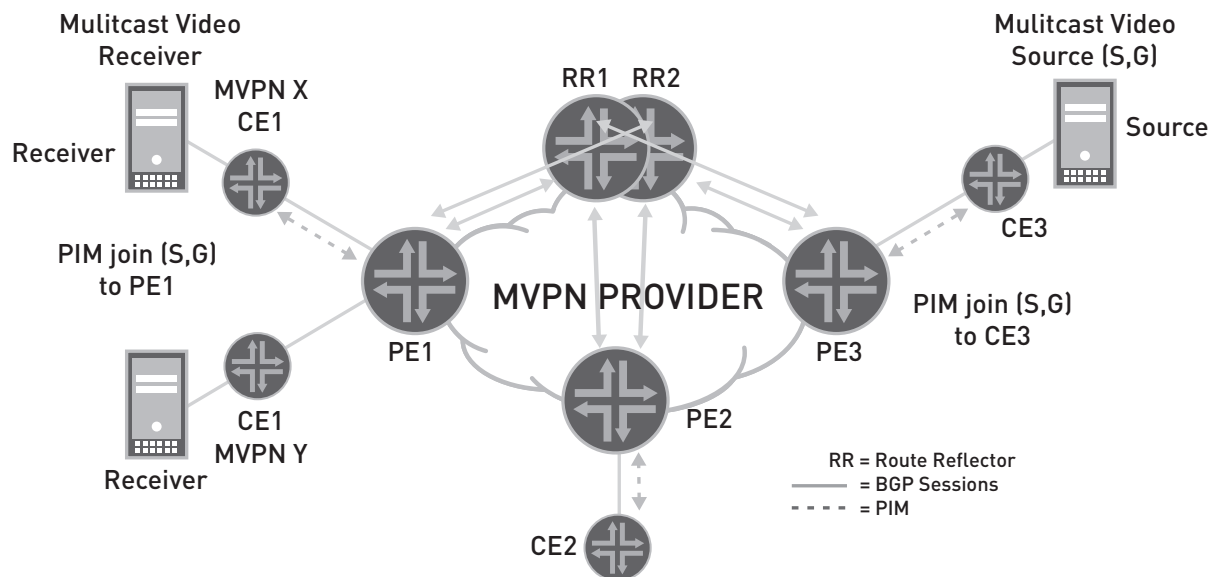 Mulitcast Video
Receiver
MVPN X
CE1
Receiver
RR1 RR2
Mulitcast Video
Source (S,G)
Source
CE3
PIM join (S,G)
to PE1
MVPN PROVIDER
PIM join (S,G)
to CE3
PE1
PE3
CE1
MVPN Y
Receiver
PE2
CE2
RR = Route Reflector
= BGP Sessions
= PIM